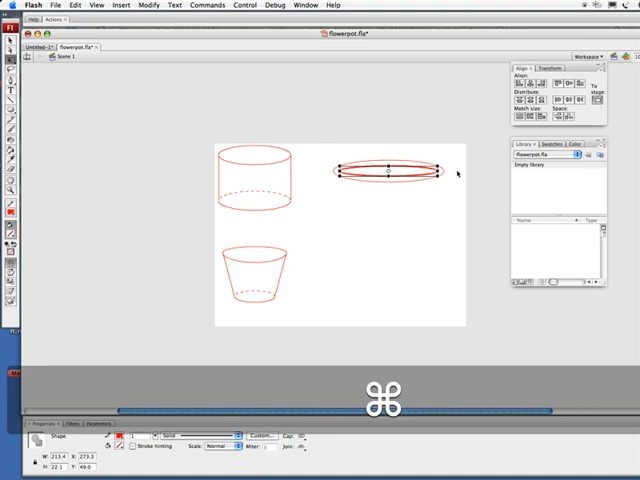 Flash File Edit View Insert Modify Text Commands Control Debug Window Help
Help Actions
flowerpot.fla*
Untitled-1* flowerpot.fla*
Scene 1 Workspace
Align Transform
Align:
Distribute:
To stage:
Match size: Space:
Library Swatches Color
flowerpot.fla
Empty library
Name Type
⌘
Properties Filters Parameters
Shape 1 Solid Custom... Cap:
Stroke hinting Scale: Normal Miter: Join:
W: 213.4 X: 273.3
H: 22.1 Y: 49.0